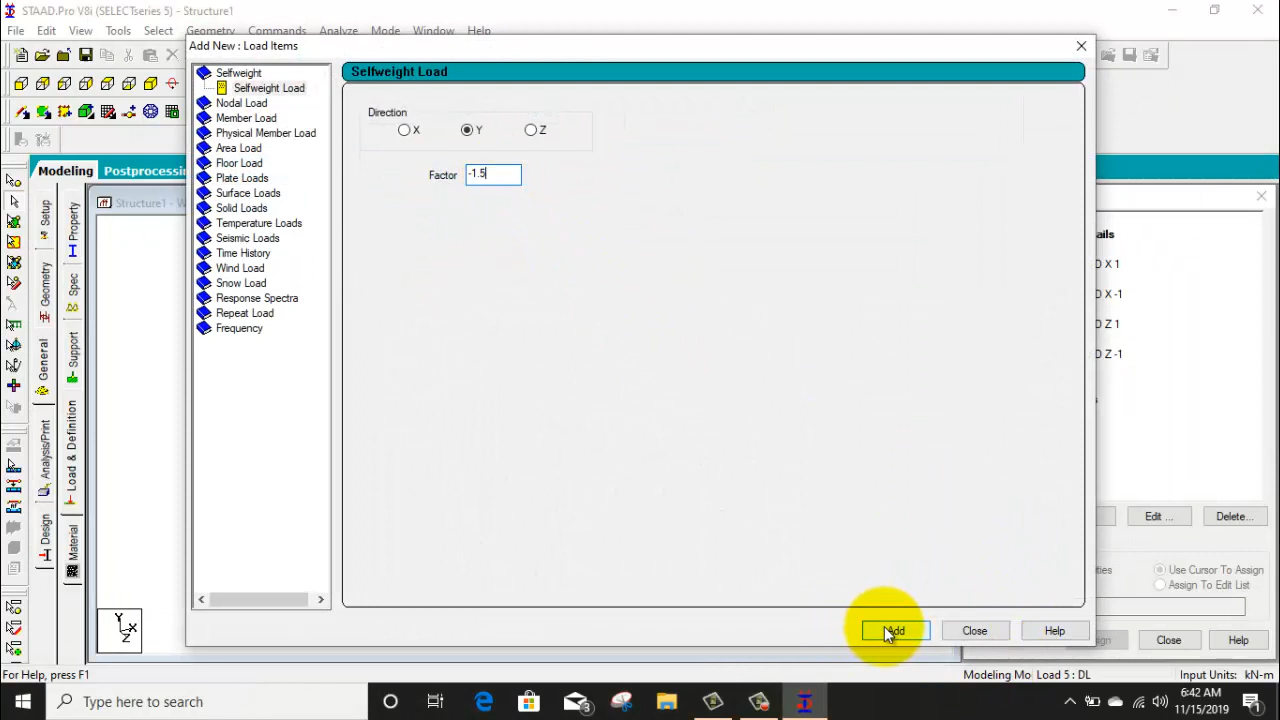 STAAD.Pro V8i (SELECTseries 5) - Structure1
File Edit View Tools Select Geometry Commands Analyze Mode Window Help
Add New : Load Items
Selfweight
Selfweight Load
Nodal Load
Member Load
Physical Member Load
Area Load
Floor Load
Plate Loads
Surface Loads
Solid Loads
Temperature Loads
Seismic Loads
Time History
Wind Load
Snow Load
Response Spectra
Repeat Load
Frequency
Selfweight Load
Direction
X Y Z
Factor -1.5
Add Close Help
Modeling Postprocessing
Structure1 - W
Setup
Geometry
General
Analysis/Print
Design
Property
Spec
Support
Load & Definition
Material
Y
X
Z
ails
D X 1
D X -1
D Z 1
D Z -1
Edit ... Delete...
ities Use Cursor To Assign
Assign To Edit List
ign Close Help
For Help, press F1
Modeling Mo Load 5 : DL Input Units: kN-m
Type here to search
3
6:42 AM
11/15/2019
1